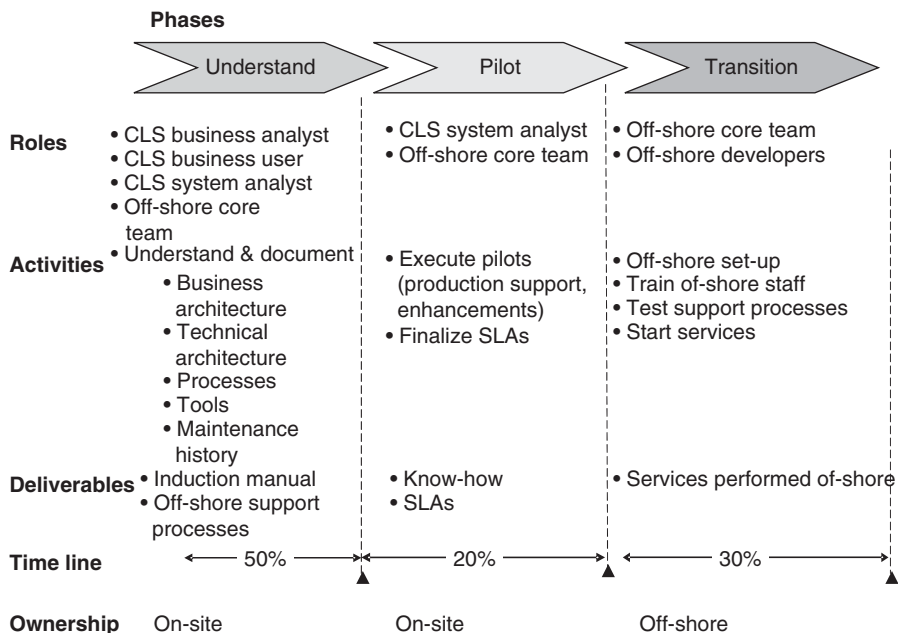 Phases
Understand
Pilot
Transition
Roles
• CLS business analyst
• CLS business user
• CLS system analyst
• Off-shore core
team
• CLS system analyst
• Off-shore core team
• Off-shore core team
• Off-shore developers
Activities
• Understand & document
• Business
architecture
• Technical
architecture
• Processes
• Tools
• Maintenance
history
• Execute pilots
(production support,
enhancements)
• Finalize SLAs
• Off-shore set-up
• Train of-shore staff
• Test support processes
• Start services
Deliverables
• Induction manual
• Off-shore support
processes
• Know-how
• SLAs
• Services performed of-shore
Time line
50%
20%
30%
Ownership
On-site
On-site
Off-shore